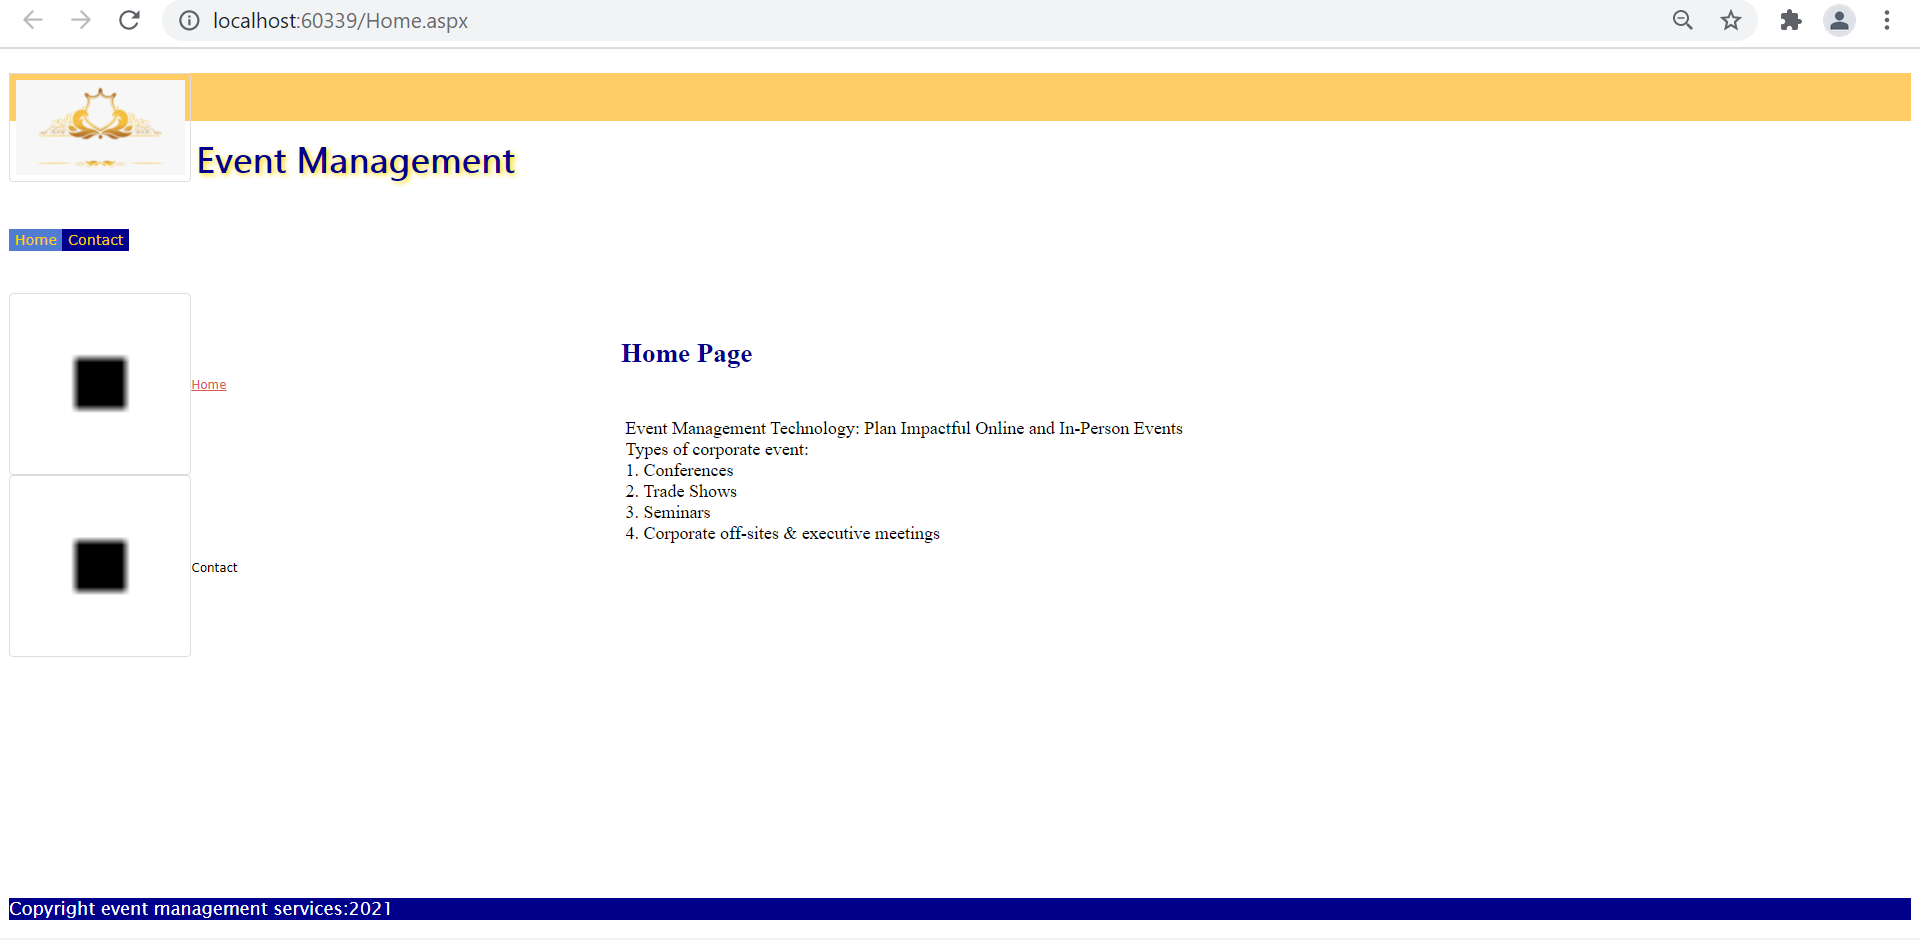 localhost:60339/Home.aspx
Event Management
Home Contact
Home
Contact
Home Page
Event Management Technology: Plan Impactful Online and In-Person Events
Types of corporate event:
1. Conferences
2. Trade Shows
3. Seminars
4. Corporate off-sites & executive meetings
Copyright event management services:2021